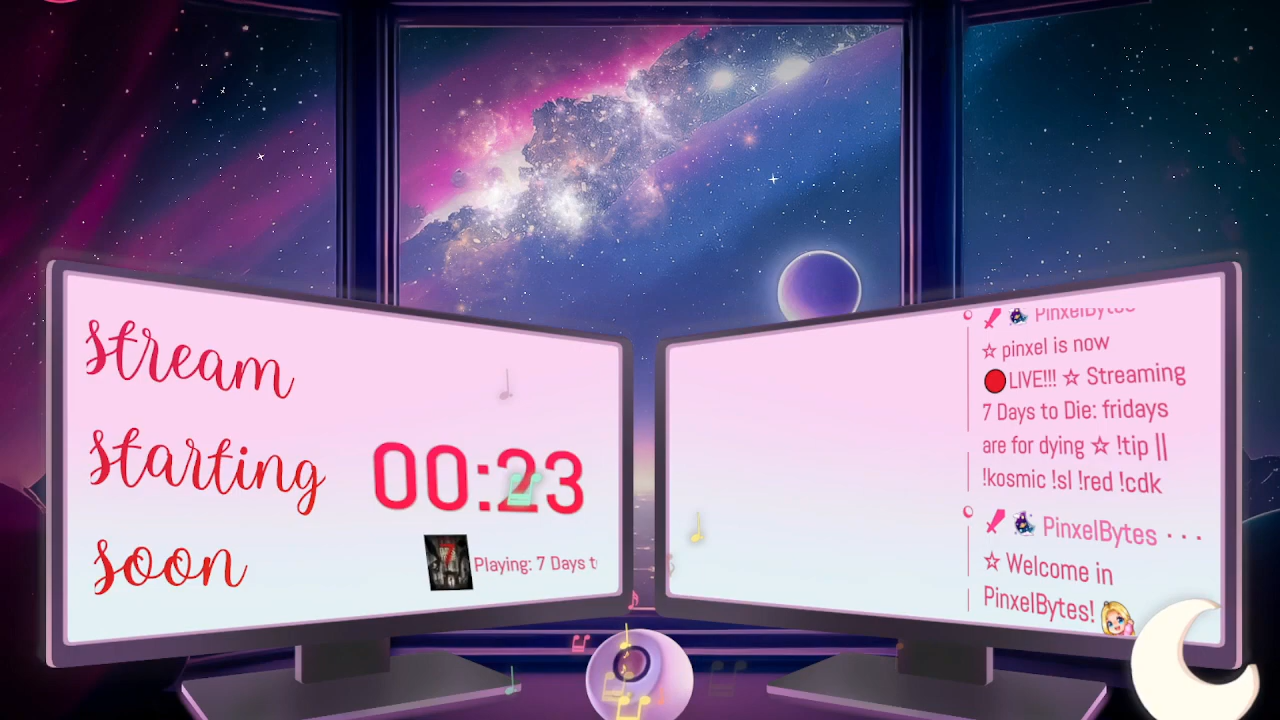 stream
starting
soon
00:23
Playing: 7 Days t
PinxelBytes
☆ pinxel is now
🔴LIVE!!! ☆ Streaming
7 Days to Die: fridays
are for dying ☆ !tip ||
!kosmic !sl !red !cdk
PinxelBytes ···
☆ Welcome in
PinxelBytes!